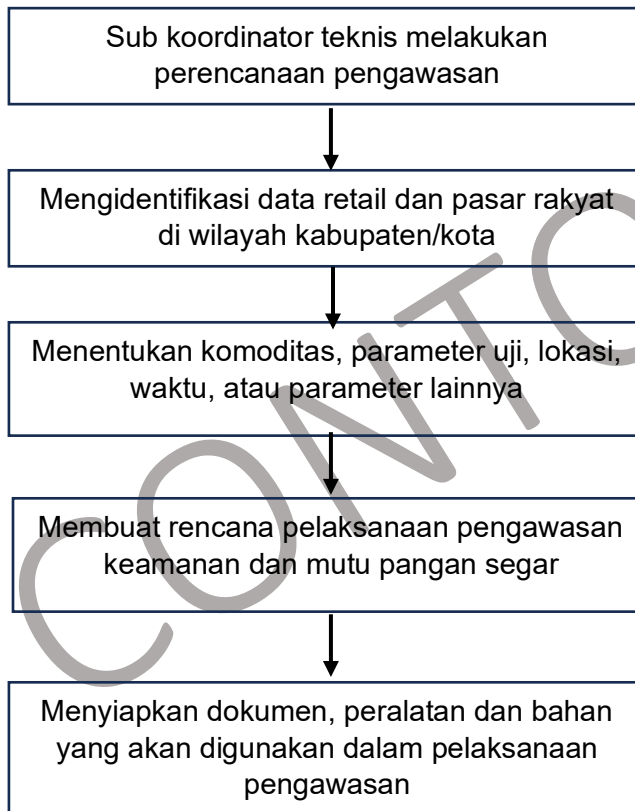 Sub koordinator teknis melakukan
perencanaan pengawasan
Mengidentifikasi data retail dan pasar rakyat
di wilayah kabupaten/kota
Menentukan komoditas, parameter uji, lokasi,
waktu, atau parameter lainnya
Membuat rencana pelaksanaan pengawasan
keamanan dan mutu pangan segar
Menyiapkan dokumen, peralatan dan bahan
yang akan digunakan dalam pelaksanaan
pengawasan
CONTO